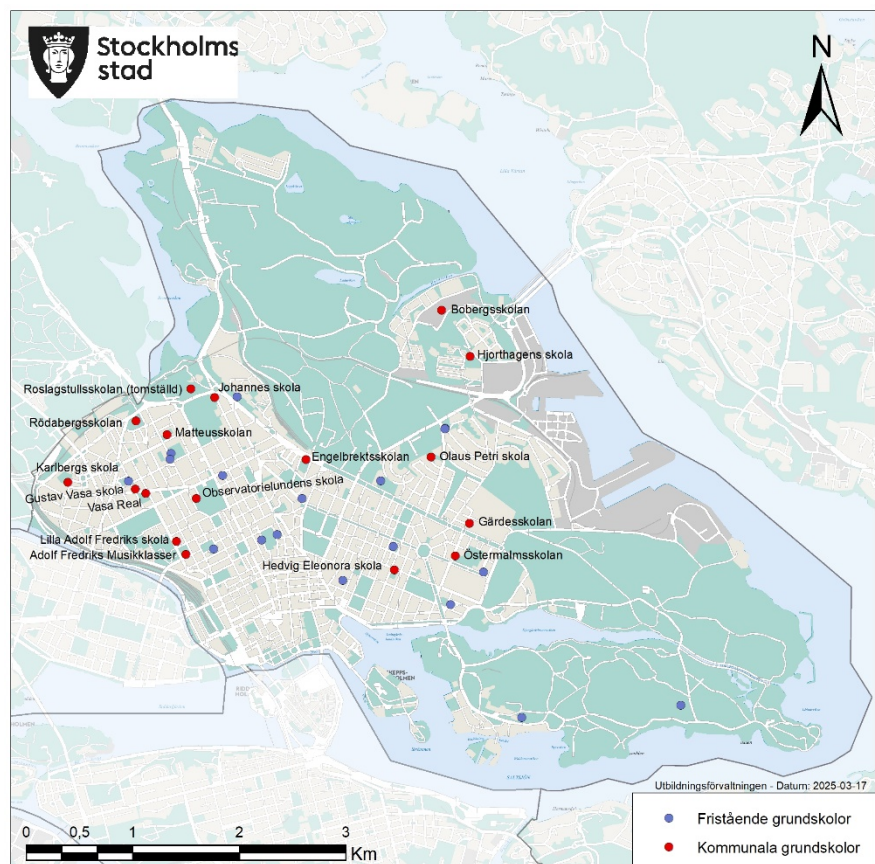 Stockholms
stad
N
Bobergsskolan
Hjorthagens skola
Roslagstullsskolan (tomställd)
Johannes skola
Rödabergsskolan
Matteusskolan
Engelbrektsskolan
Olaus Petri skola
Karlbergs skola
Gustav Vasa skola
Vasa Real
Observatorielundens skola
Gärdesskolan
Lilla Adolf Fredriks skola
Adolf Fredriks Musikklasser
Östermalmsskolan
Hedvig Eleonora skola
Utbildningsförvaltningen - Datum: 2025-03-17
Fristående grundskolor
Kommunala grundskolor
0 0,5 1 2 3
Km